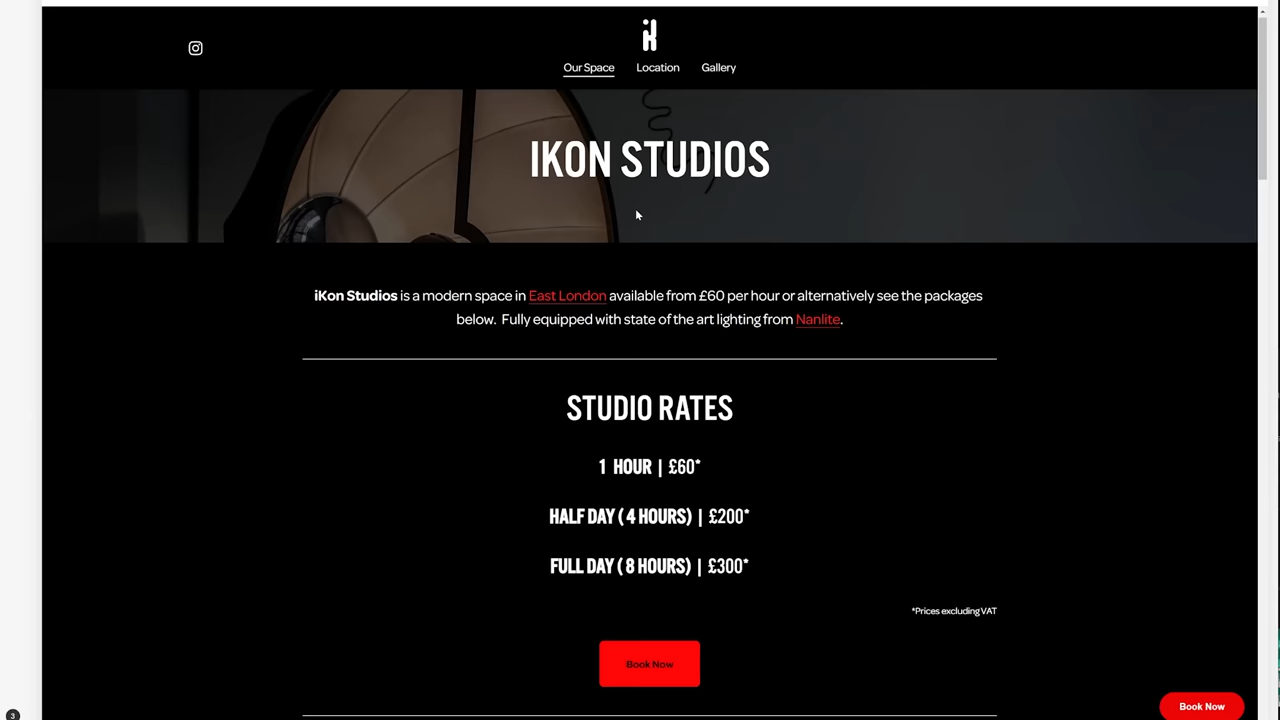 Our Space Location Gallery
IKON STUDIOS
iKon Studios is a modern space in East London available from £60 per hour or alternatively see the packages
below. Fully equipped with state of the art lighting from Nanlite.
STUDIO RATES
1 HOUR | £60*
HALF DAY ( 4 HOURS) | £200*
FULL DAY ( 8 HOURS) | £300*
*Prices excluding VAT
Book Now
Book Now
3